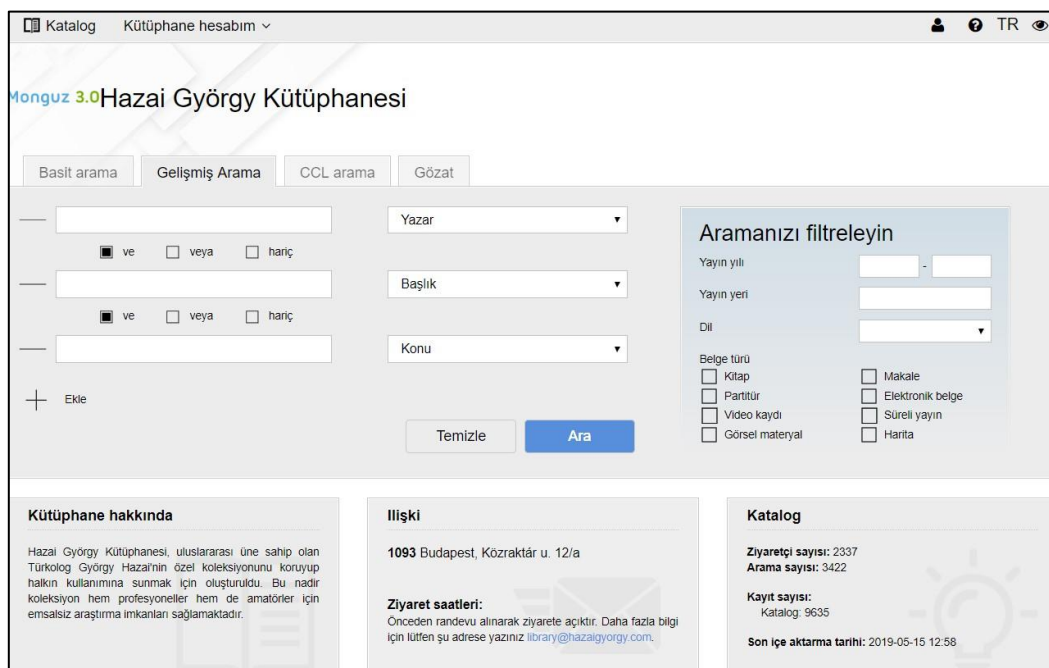 Katalog Kütüphane hesabım TR
Monguz 3.0 Hazai György Kütüphanesi
Basit arama Gelişmiş Arama CCL arama Gözat
Yazar
ve veya hariç
Başlık
ve veya hariç
Konu
Ekle
Temizle Ara
Aramanızı filtreleyin
Yayın yılı -
Yayın yeri
Dil
Belge türü
Kitap Makale
Partitür Elektronik belge
Video kaydı Süreli yayın
Görsel materyal Harita
Kütüphane hakkında
Hazai György Kütüphanesi, uluslararası üne sahip olan
Türkolog György Hazai'nin özel koleksiyonunu koruyup
halkın kullanımına sunmak için oluşturuldu. Bu nadir
koleksiyon hem profesyoneller hem de amatörler için
emsalsiz araştırma imkanları sağlamaktadır.
Ilişki
1093 Budapest, Közraktár u. 12/a
Ziyaret saatleri:
Önceden randevu alınarak ziyarete açıktır. Daha fazla bilgi
için lütfen şu adrese yazınız library@hazaigyorgy.com.
Katalog
Ziyaretçi sayısı: 2337
Arama sayısı: 3422
Kayıt sayısı:
Katalog: 9635
Son içe aktarma tarihi: 2019-05-15 12:58